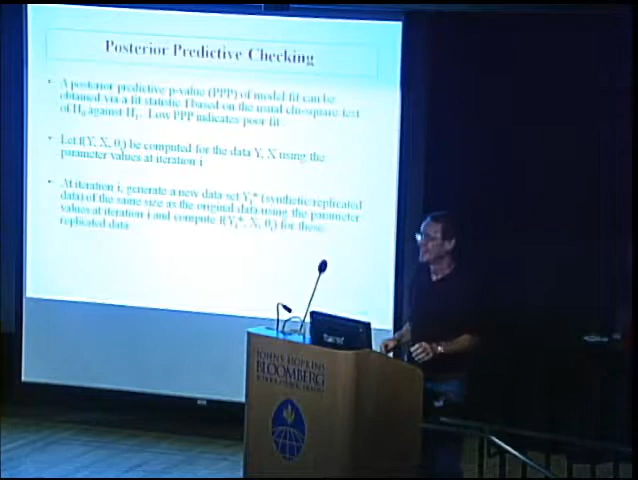 Posterior Predictive Checking
• A posterior predictive p-value (PPP) of model fit can be
obtained via a fit statistic f based on the usual chi-square test
of H₀ against H₁. Low PPP indicates poor fit
• Let f(Y, X, θᵢ) be computed for the data Y, X using the
parameter values at iteration i
• At iteration i, generate a new data set Yᵢ* (synthetic/replicated
data) of the same size as the original data using the parameter
values at iteration i and compute f(Yᵢ*, X, θᵢ) for these
replicated data
JOHNS HOPKINS
BLOOMBERG